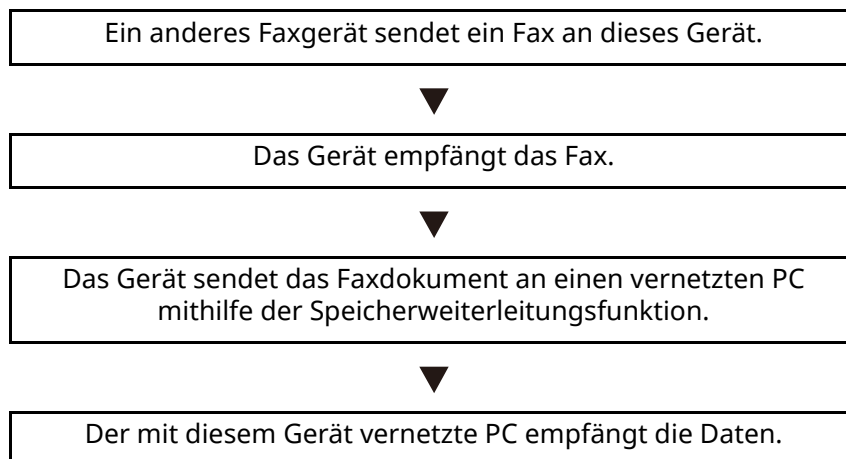 Ein anderes Faxgerät sendet ein Fax an dieses Gerät.
Das Gerät empfängt das Fax.
Das Gerät sendet das Faxdokument an einen vernetzten PC
mithilfe der Speicherweiterleitungsfunktion.
Der mit diesem Gerät vernetzte PC empfängt die Daten.